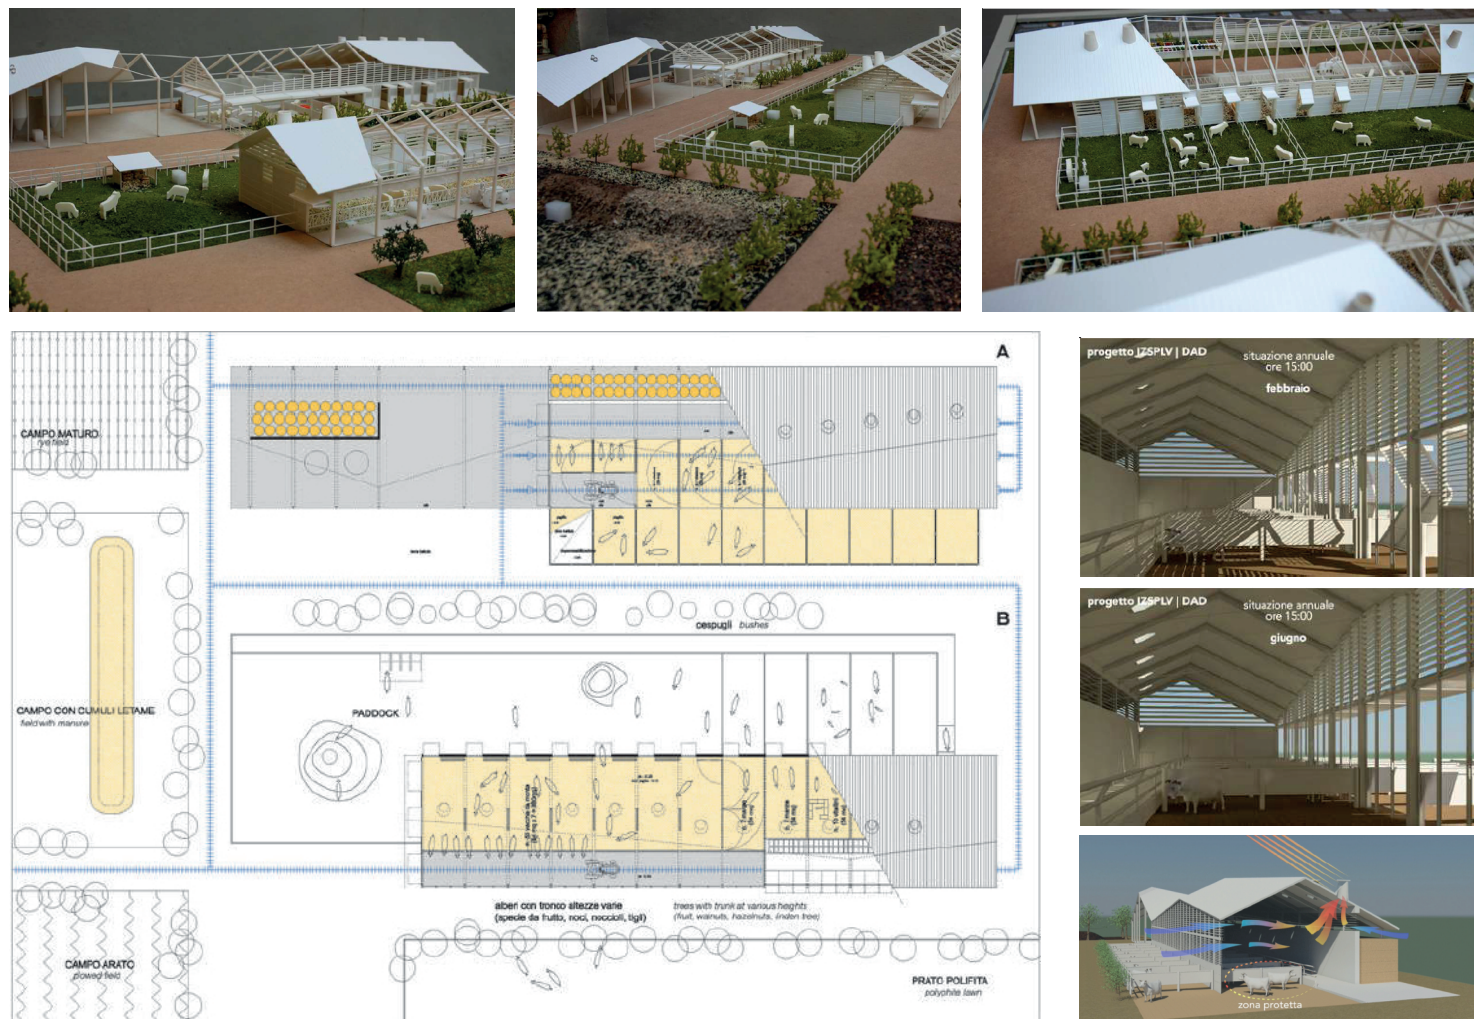 A
CAMPO MATURO
rye field
terra battuta
cespugli bushes
B
PADDOCK
CAMPO CON CUMULI LETAME
field with manure
alberi con tronco altezze varie
(specie da frutto, noci, noccioli, tigli)
trees with trunk at various heights
(fruit, walnuts, hazelnuts, linden tree)
CAMPO ARATO
plowed field
PRATO POLIFITA
polyphite lawn
progetto IZSPLV | DAD
situazione annuale
ore 15:00
febbraio
progetto IZSPLV | DAD
situazione annuale
ore 15:00
giugno
zona protetta